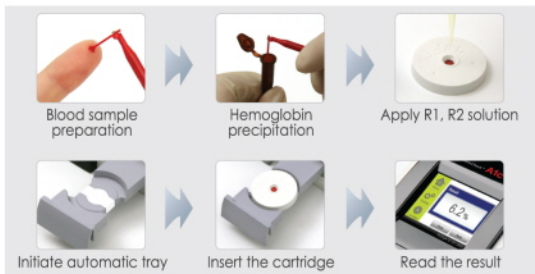 Blood sample
preparation
Hemoglobin
precipitation
Apply R1, R2 solution
A1c
6.2%
Initiate automatic tray
Insert the cartridge
Read the result